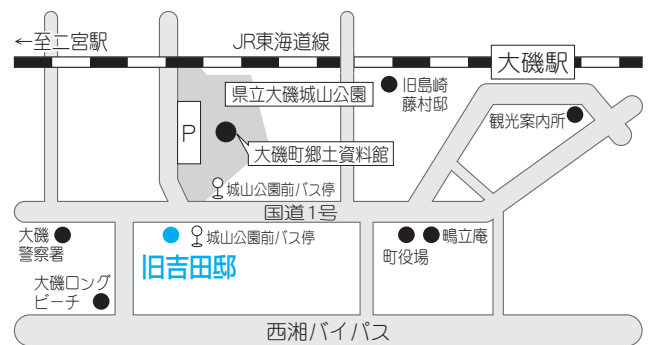 ←至二宮駅
JR東海道線
大磯駅
県立大磯城山公園
旧島崎
藤村邸
観光案内所
P
大磯町郷土資料館
城山公園前バス停
国道1号
大磯
警察署
城山公園前バス停
旧吉田邸
鴫立庵
町役場
大磯ロング
ビーチ
西湘バイパス